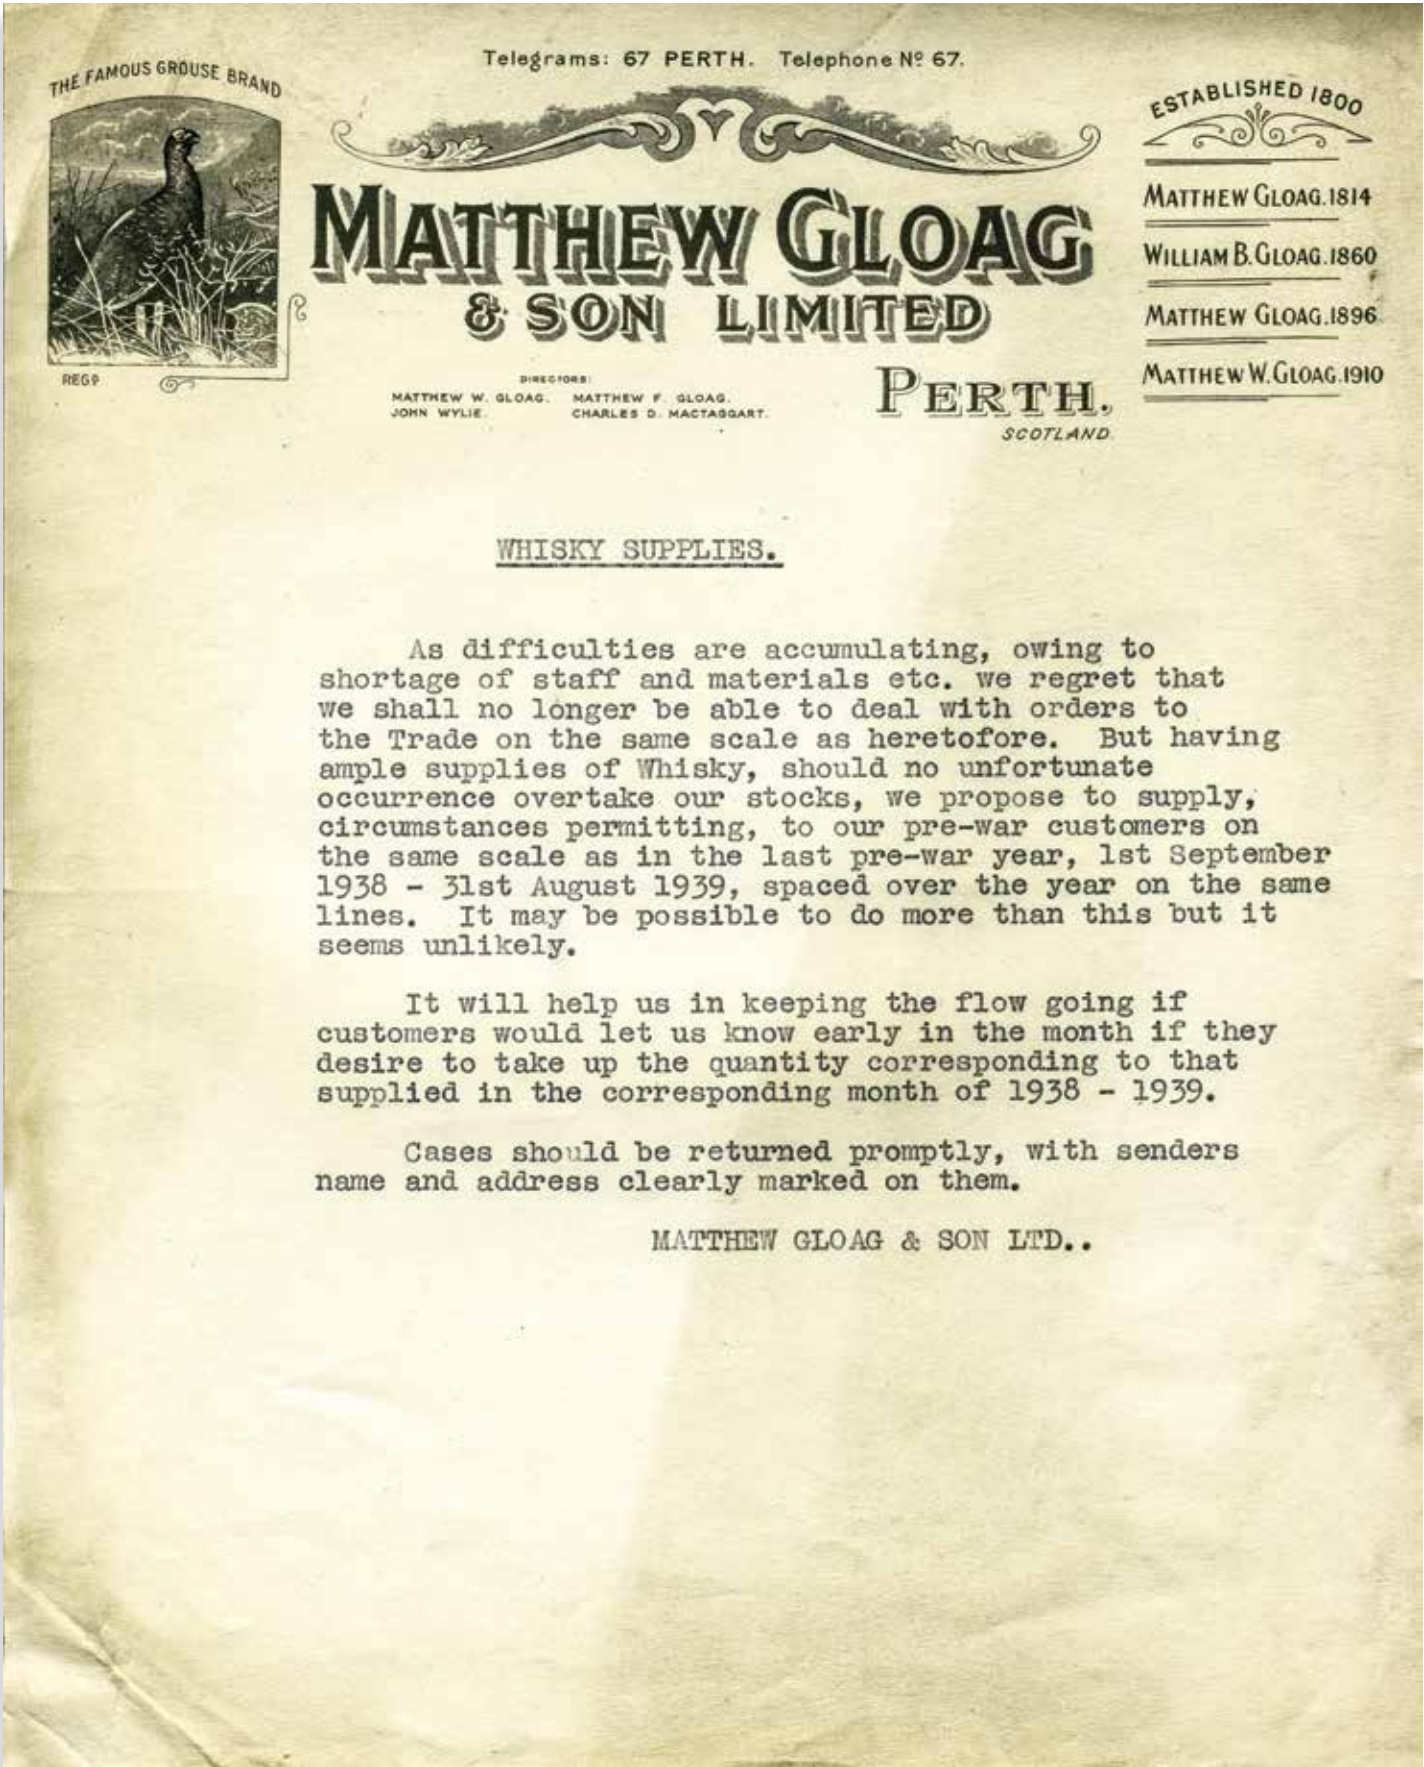 Telegrams: 67 PERTH. Telephone Nº 67.
THE FAMOUS GROUSE BRAND
REGD
MATTHEW GLOAG
& SON LIMITED
DIRECTORS:
MATTHEW W. GLOAG. MATTHEW F. GLOAG.
JOHN WYLIE. CHARLES D. MACTAGGART.
PERTH.
SCOTLAND.
ESTABLISHED 1800
MATTHEW GLOAG.1814
WILLIAM B.GLOAG.1860
MATTHEW GLOAG.1896
MATTHEW W.GLOAG.1910
WHISKY SUPPLIES.
As difficulties are accumulating, owing to
shortage of staff and materials etc. we regret that
we shall no longer be able to deal with orders to
the Trade on the same scale as heretofore. But having
ample supplies of Whisky, should no unfortunate
occurrence overtake our stocks, we propose to supply,
circumstances permitting, to our pre-war customers on
the same scale as in the last pre-war year, 1st September
1938 - 31st August 1939, spaced over the year on the same
lines. It may be possible to do more than this but it
seems unlikely.
It will help us in keeping the flow going if
customers would let us know early in the month if they
desire to take up the quantity corresponding to that
supplied in the corresponding month of 1938 - 1939.
Cases should be returned promptly, with senders
name and address clearly marked on them.
MATTHEW GLOAG & SON LTD..